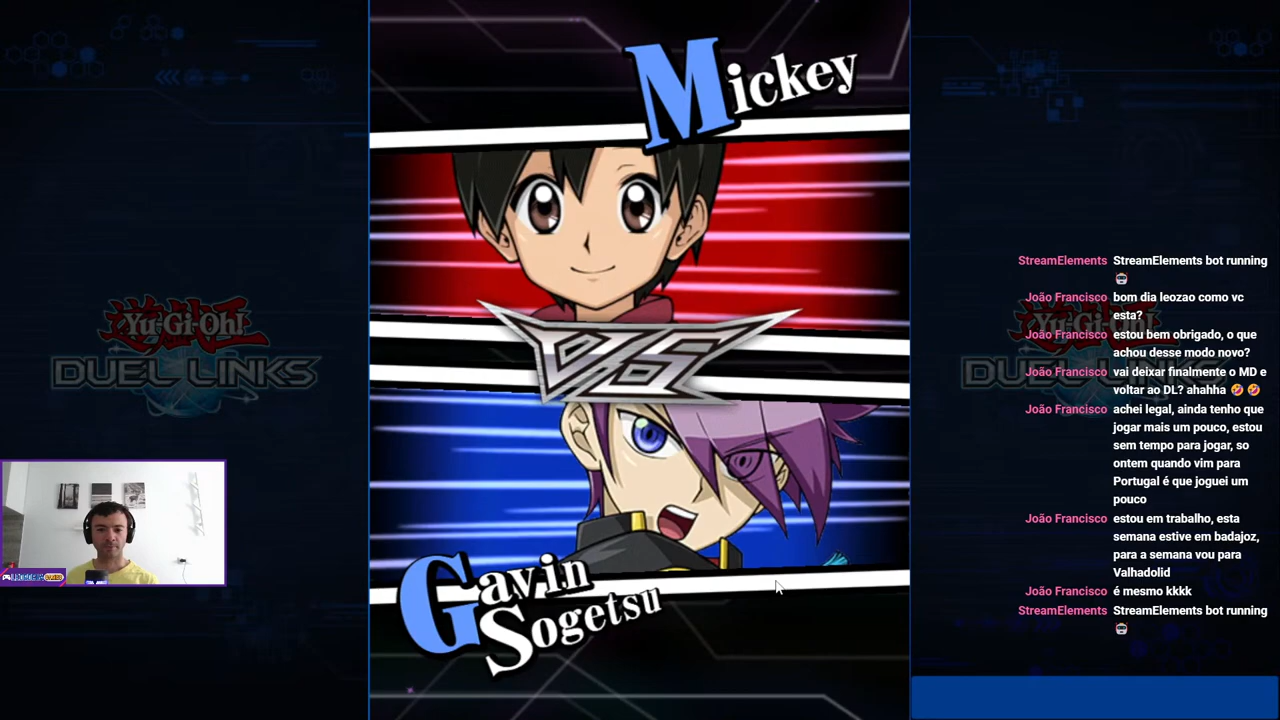 Mickey
V/S
Gavin
Sogetsu
Yu-Gi-Oh!
DUEL LINKS
Yu-Gi-Oh!
DUEL LINKS
StreamElements StreamElements bot running
João Francisco bom dia leozao como vc
esta?
João Francisco estou bem obrigado, o que
achou desse modo novo?
João Francisco vai deixar finalmente o MD e
voltar ao DL? ahahha 🤣 🤣
João Francisco achei legal, ainda tenho que
jogar mais um pouco, estou
sem tempo para jogar, so
ontem quando vim para
Portugal é que joguei um
pouco
João Francisco estou em trabalho, esta
semana estive em badajoz,
para a semana vou para
Valhadolid
João Francisco é mesmo kkkk
StreamElements StreamElements bot running